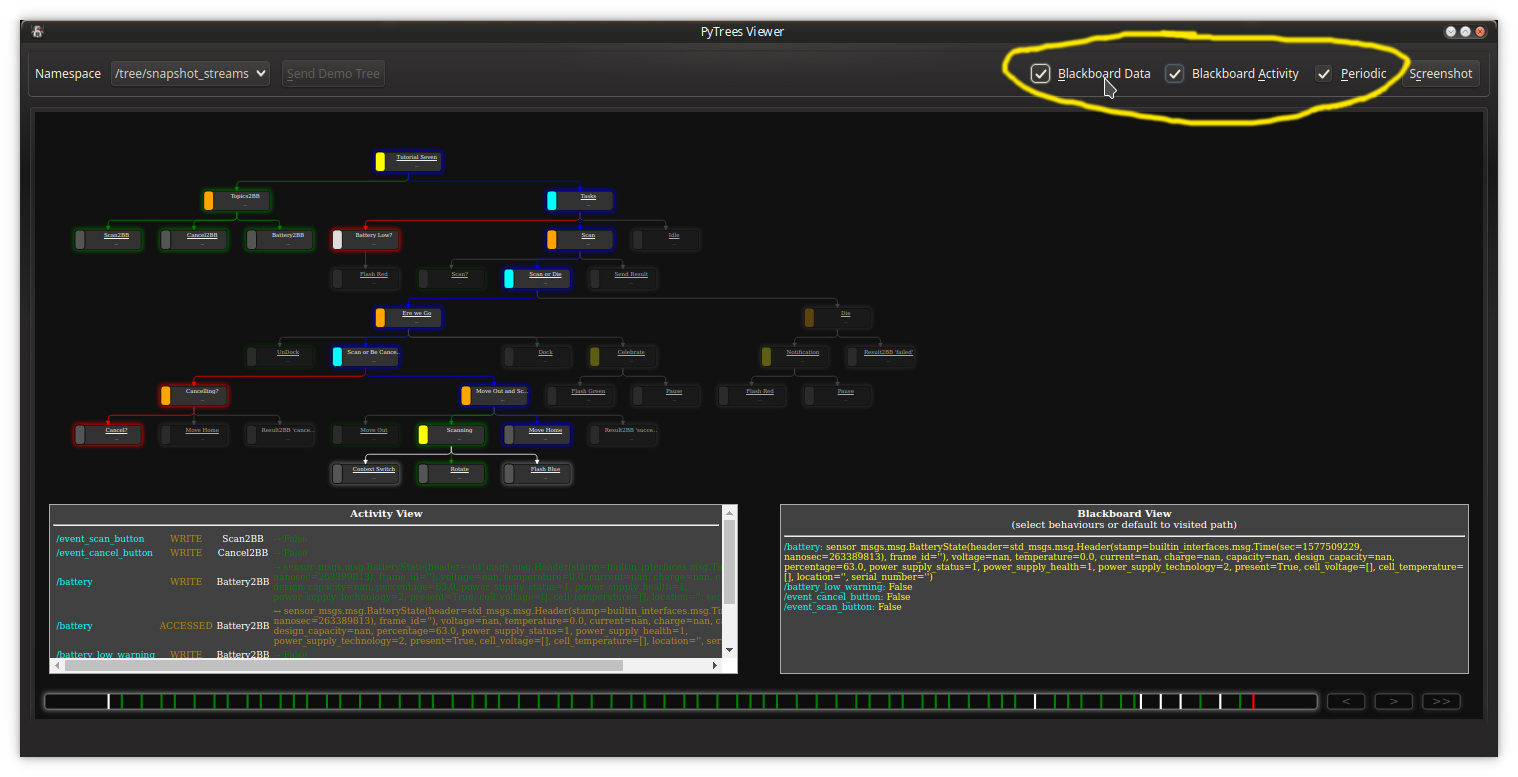 PyTrees Viewer
Namespace /tree/snapshot_streams Send Demo Tree Blackboard Data Blackboard Activity Periodic Screenshot
Tutorial Seven
Topics2BB Tasks
Scan2BB Cancel2BB Battery2BB Battery Low? Scan Idle
Flash Red Scan? Scan or Die Send Result
Ere we Go Die
UnDock Scan or Be Cance.. Dock Celebrate Notification Result2BB 'failed'
Cancelling? Move Out and Sc.. Flash Green Pause Flash Red Pause
Cancel? Move Home Result2BB 'cance.. Move Out Scanning Move Home Result2BB 'succe..
Context Switch Rotate Flash Blue
Activity View
/event_scan_button WRITE Scan2BB → False
/event_cancel_button WRITE Cancel2BB → False
→ sensor_msgs.msg.BatteryState(header=std_msgs.msg.Header(stamp=builtin_interfaces.msg.Ti
nanosec=263389813), frame_id=''), voltage=nan, temperature=0.0, current=nan, charge=nan, c
/battery WRITE Battery2BB design_capacity=nan, percentage=63.0, power_supply_status=1, power_supply_health=1,
power_supply_technology=2, present=True, cell_voltage=[], cell_temperature=[], location='', ser
↔ sensor_msgs.msg.BatteryState(header=std_msgs.msg.Header(stamp=builtin_interfaces.msg.Tim
nanosec=263389813), frame_id=''), voltage=nan, temperature=0.0, current=nan, charge=nan, ca
/battery ACCESSED Battery2BB design_capacity=nan, percentage=63.0, power_supply_status=1, power_supply_health=1,
power_supply_technology=2, present=True, cell_voltage=[], cell_temperature=[], location='', ser
/battery_low_warning WRITE Battery2BB → False
Blackboard View
(select behaviours or default to visited path)
/battery: sensor_msgs.msg.BatteryState(header=std_msgs.msg.Header(stamp=builtin_interfaces.msg.Time(sec=1577509229,
nanosec=263389813), frame_id=''), voltage=nan, temperature=0.0, current=nan, charge=nan, capacity=nan, design_capacity=nan,
percentage=63.0, power_supply_status=1, power_supply_health=1, power_supply_technology=2, present=True, cell_voltage=[], cell_temperature=
[], location='', serial_number='')
/battery_low_warning: False
/event_cancel_button: False
/event_scan_button: False
< > >>